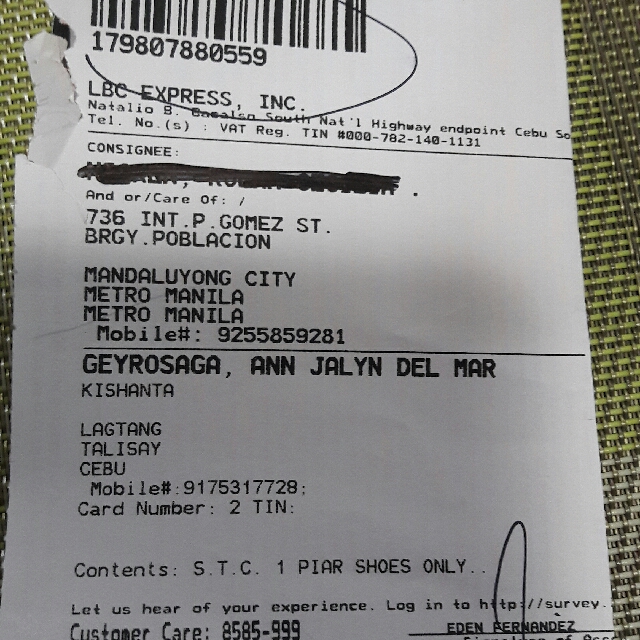 179807880559
LBC EXPRESS, INC.
Natalio B. Bacalso South Nat'l Highway endpoint Cebu So
Tel. No.(s) : VAT Reg. TIN #000-782-140-1131
CONSIGNEE:
And or/Care Of: /
736 INT.P.GOMEZ ST.
BRGY.POBLACION
MANDALUYONG CITY
METRO MANILA
METRO MANILA
Mobile#: 9255859281
GEYROSAGA, ANN JALYN DEL MAR
KISHANTA
LAGTANG
TALISAY
CEBU
Mobile#:9175317728;
Card Number: 2 TIN:
Contents: S.T.C. 1 PIAR SHOES ONLY..
Let us hear of your experience. Log in to http://survey.
Customer Care: 8585-999
EDEN FERNANDEZ